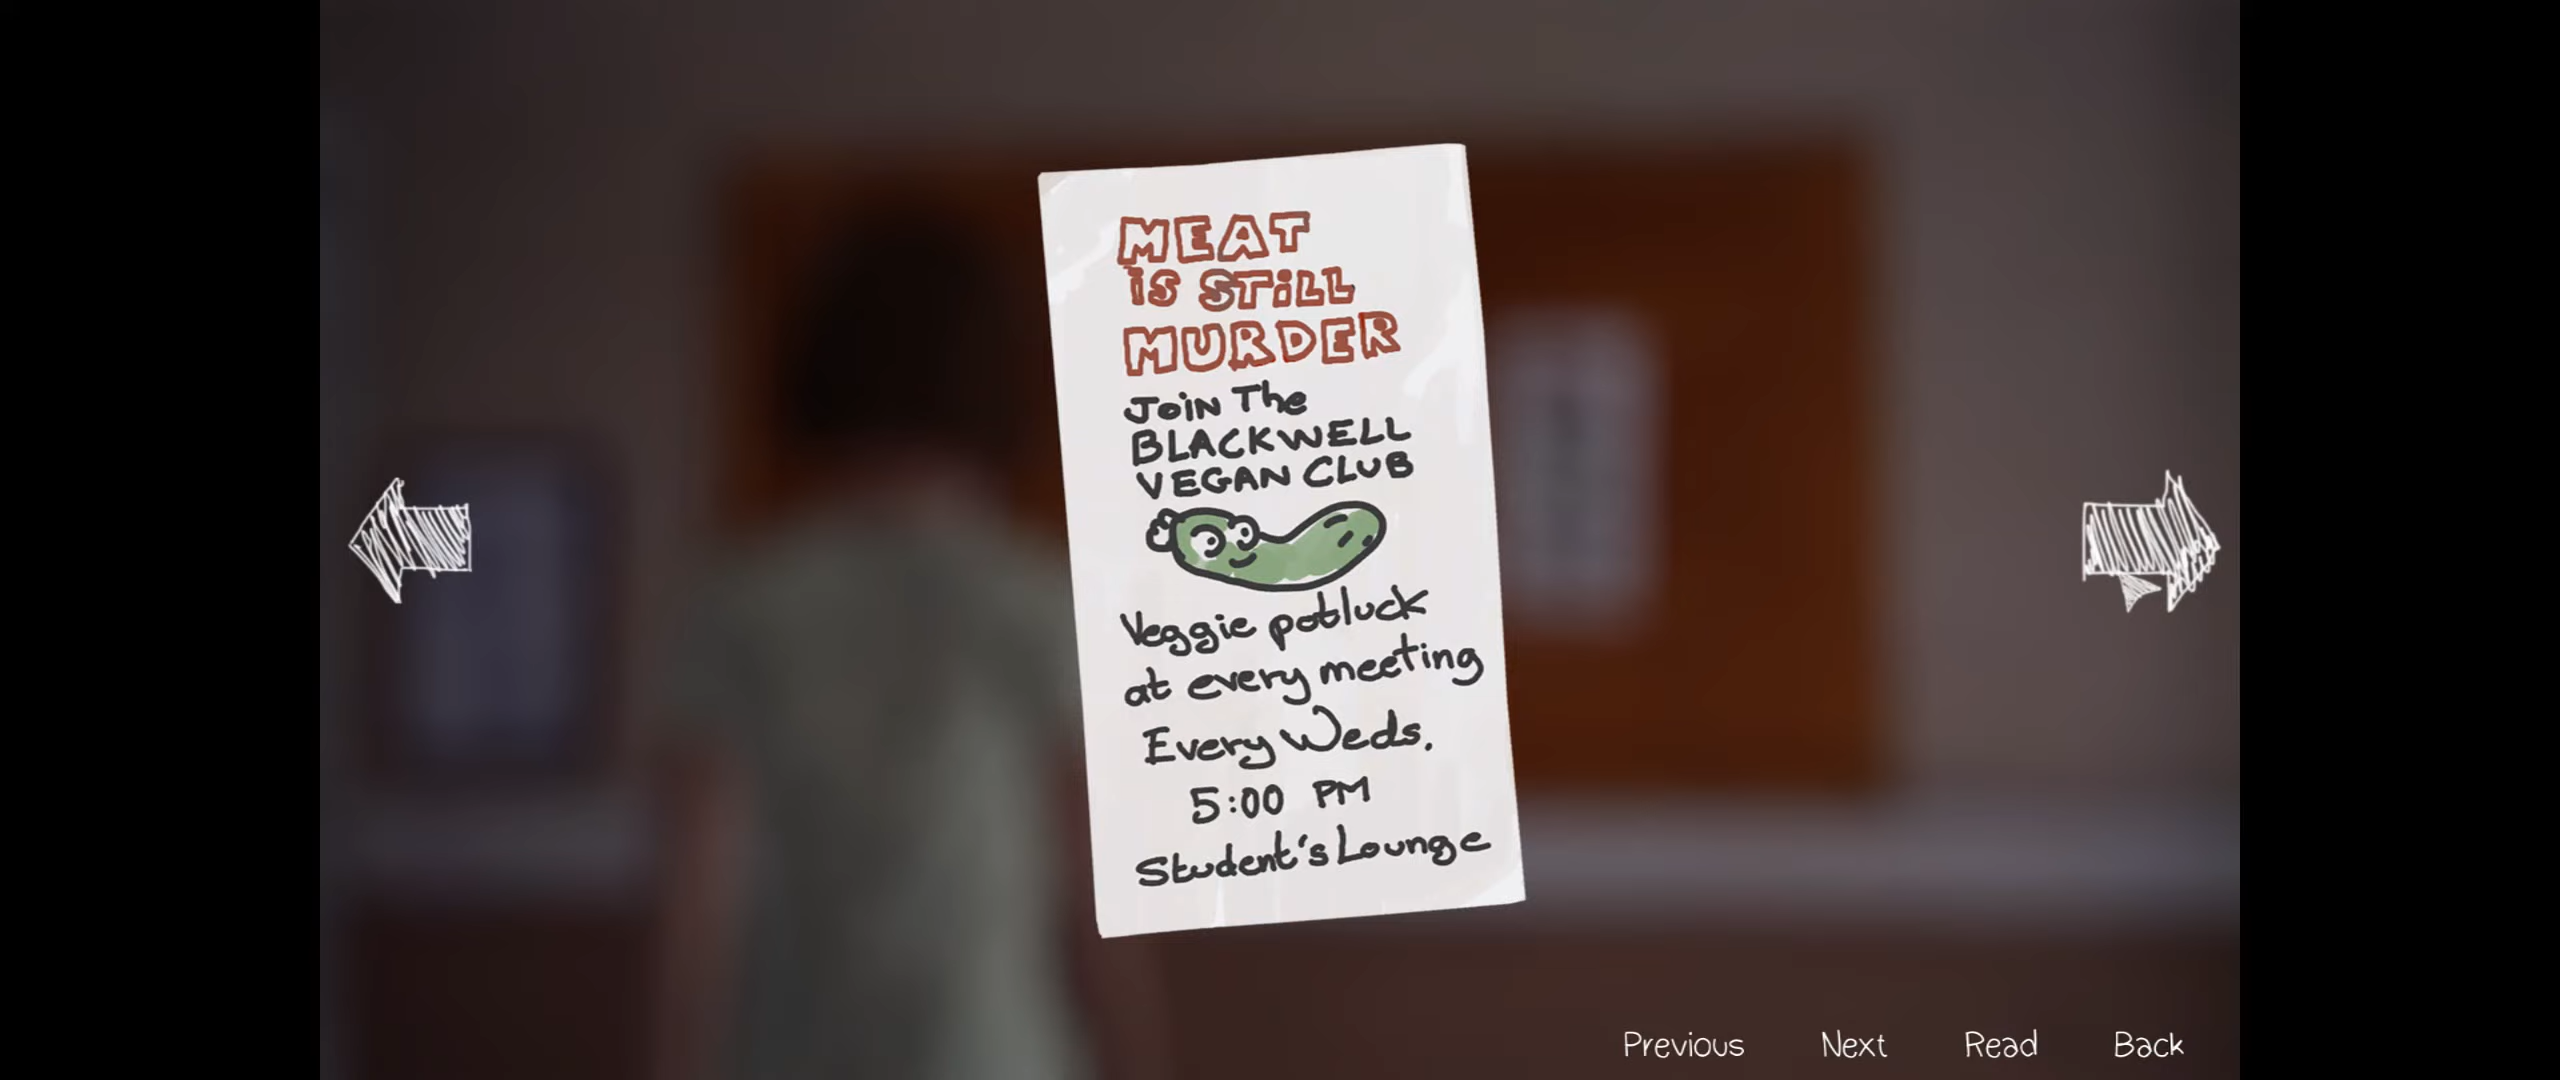 MEAT
iS STiLL
MURDER
JoiN The
BLACKWELL
VEGAN CLUB
Veggie potluck
at every meeting
Every Weds.
5:00 PM
Student's Lounge
Previous Next Read Back